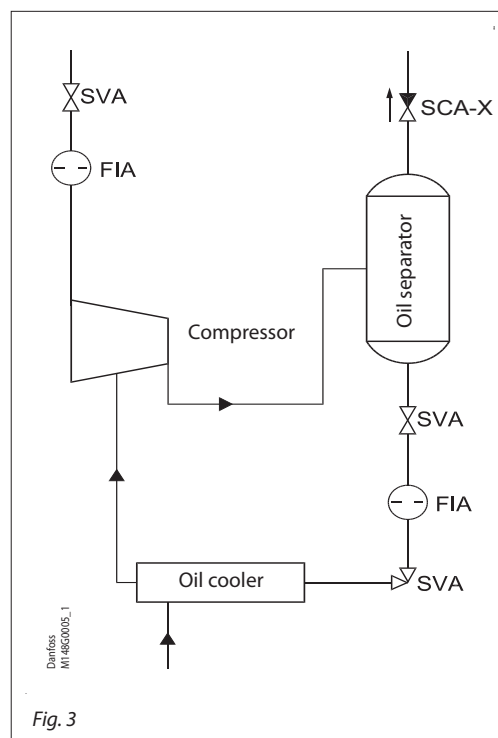 SVA
SCA-X
FIA
Oil separator
Compressor
SVA
FIA
Oil cooler
SVA
Danfoss
M148G0005_1
Fig. 3